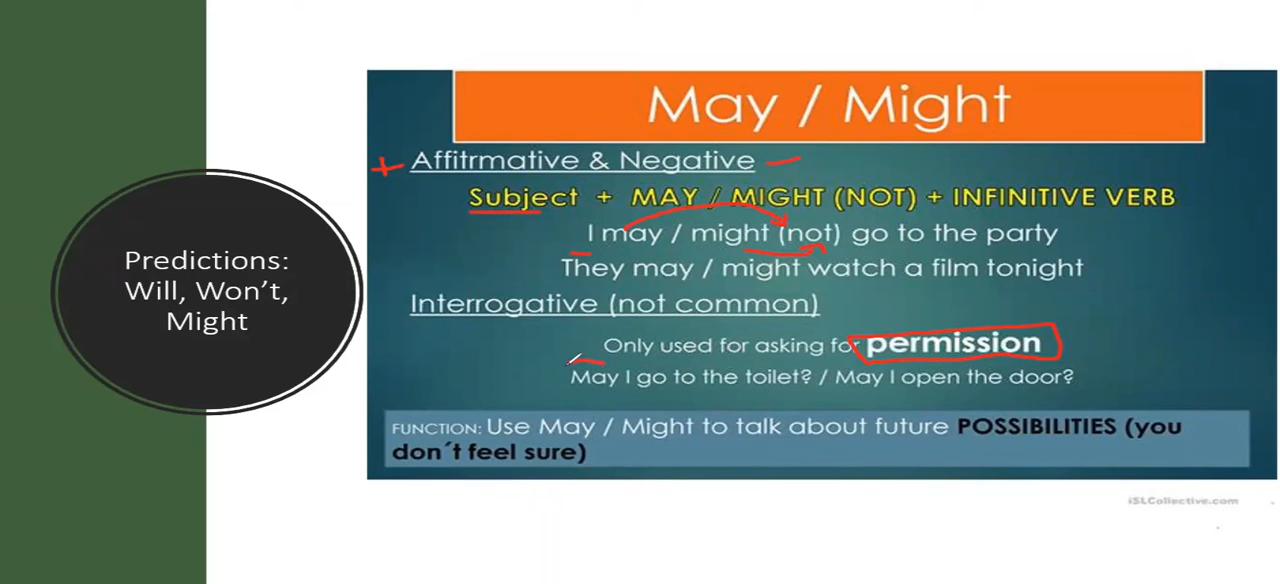 Predictions:
Will, Won't,
Might
May / Might
+ Affitrmative & Negative –
Subject + MAY / MIGHT (NOT) + INFINITIVE VERB
I may / might (not) go to the party
They may / might watch a film tonight
Interrogative (not common)
Only used for asking for permission
May I go to the toilet? / May I open the door?
FUNCTION: Use May / Might to talk about future POSSIBILITIES (you
don´t feel sure)
iSLCollective.com